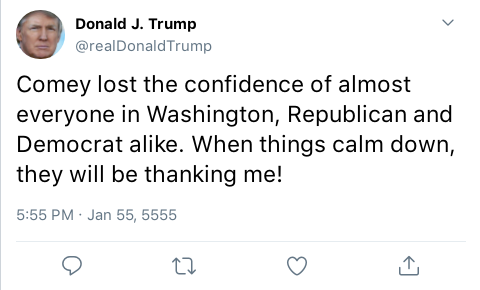 Donald J. Trump
@realDonaldTrump
Comey lost the confidence of almost
everyone in Washington, Republican and
Democrat alike. When things calm down,
they will be thanking me!
5:55 PM · Jan 55, 5555